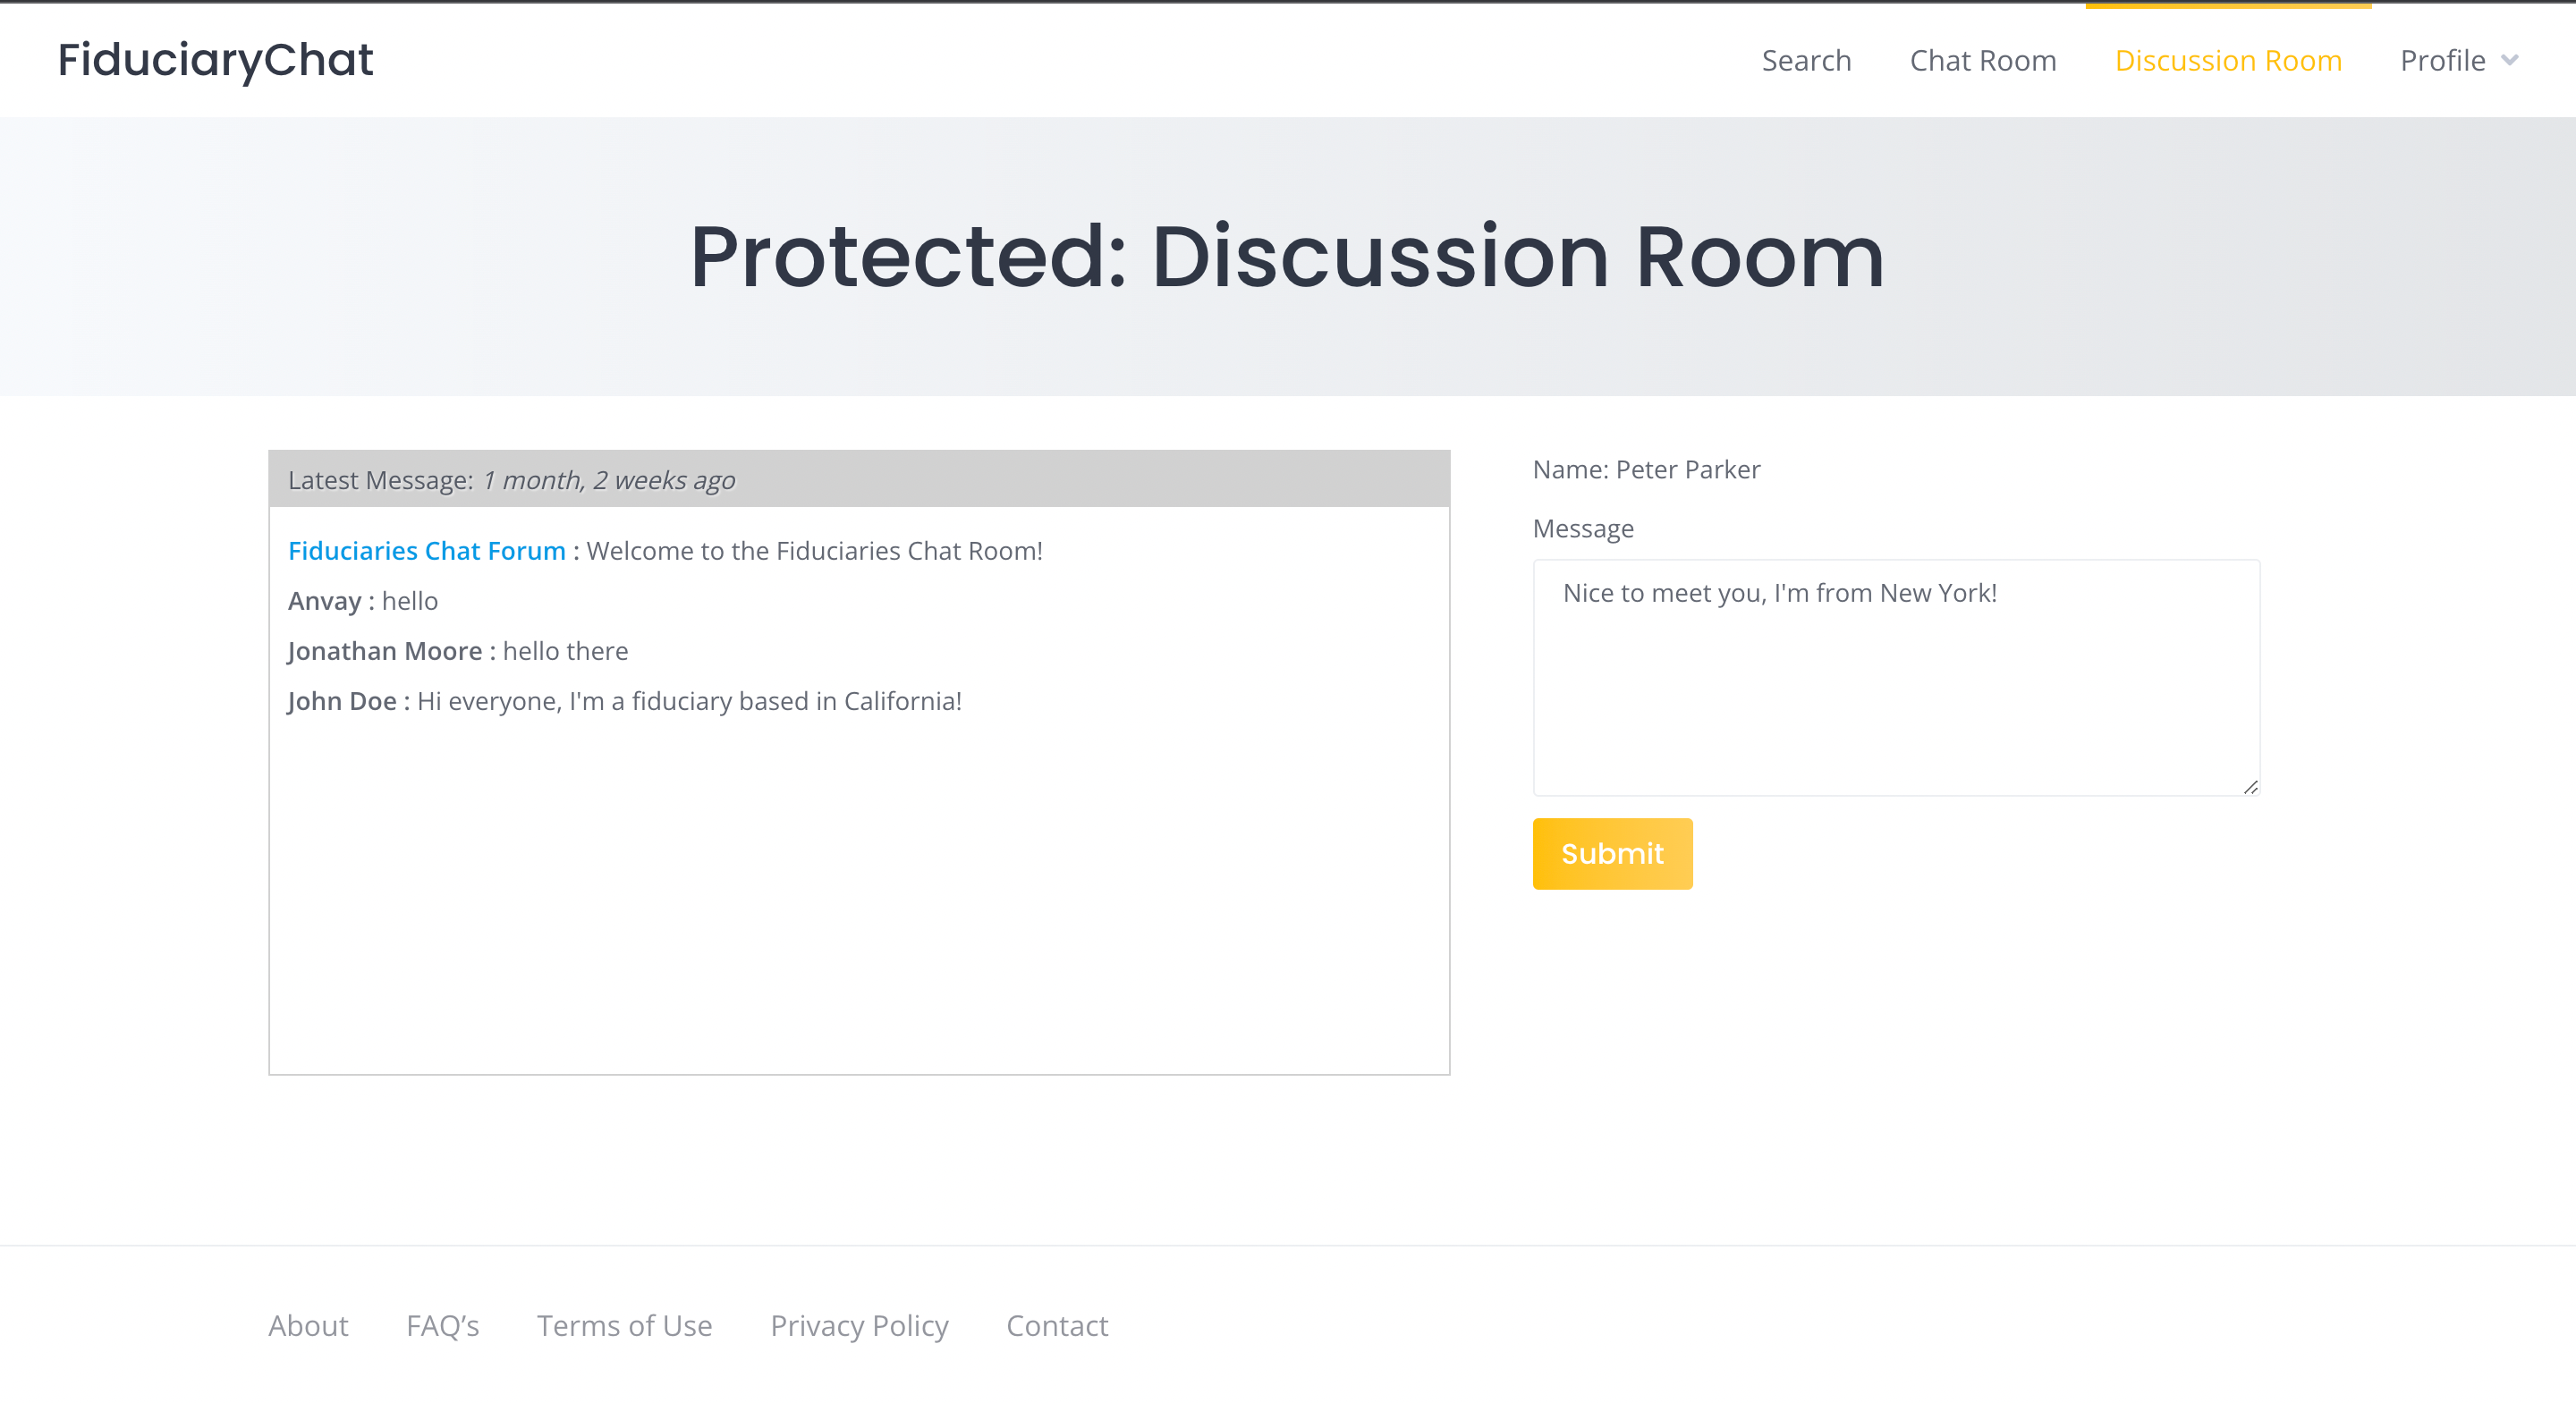 FiduciaryChat
Search
Chat Room
Discussion Room
Profile
Protected: Discussion Room
Latest Message: 1 month, 2 weeks ago
Fiduciaries Chat Forum : Welcome to the Fiduciaries Chat Room!
Anvay : hello
Jonathan Moore : hello there
John Doe : Hi everyone, I'm a fiduciary based in California!
Name: Peter Parker
Message
Nice to meet you, I'm from New York!
Submit
About
FAQ’s
Terms of Use
Privacy Policy
Contact